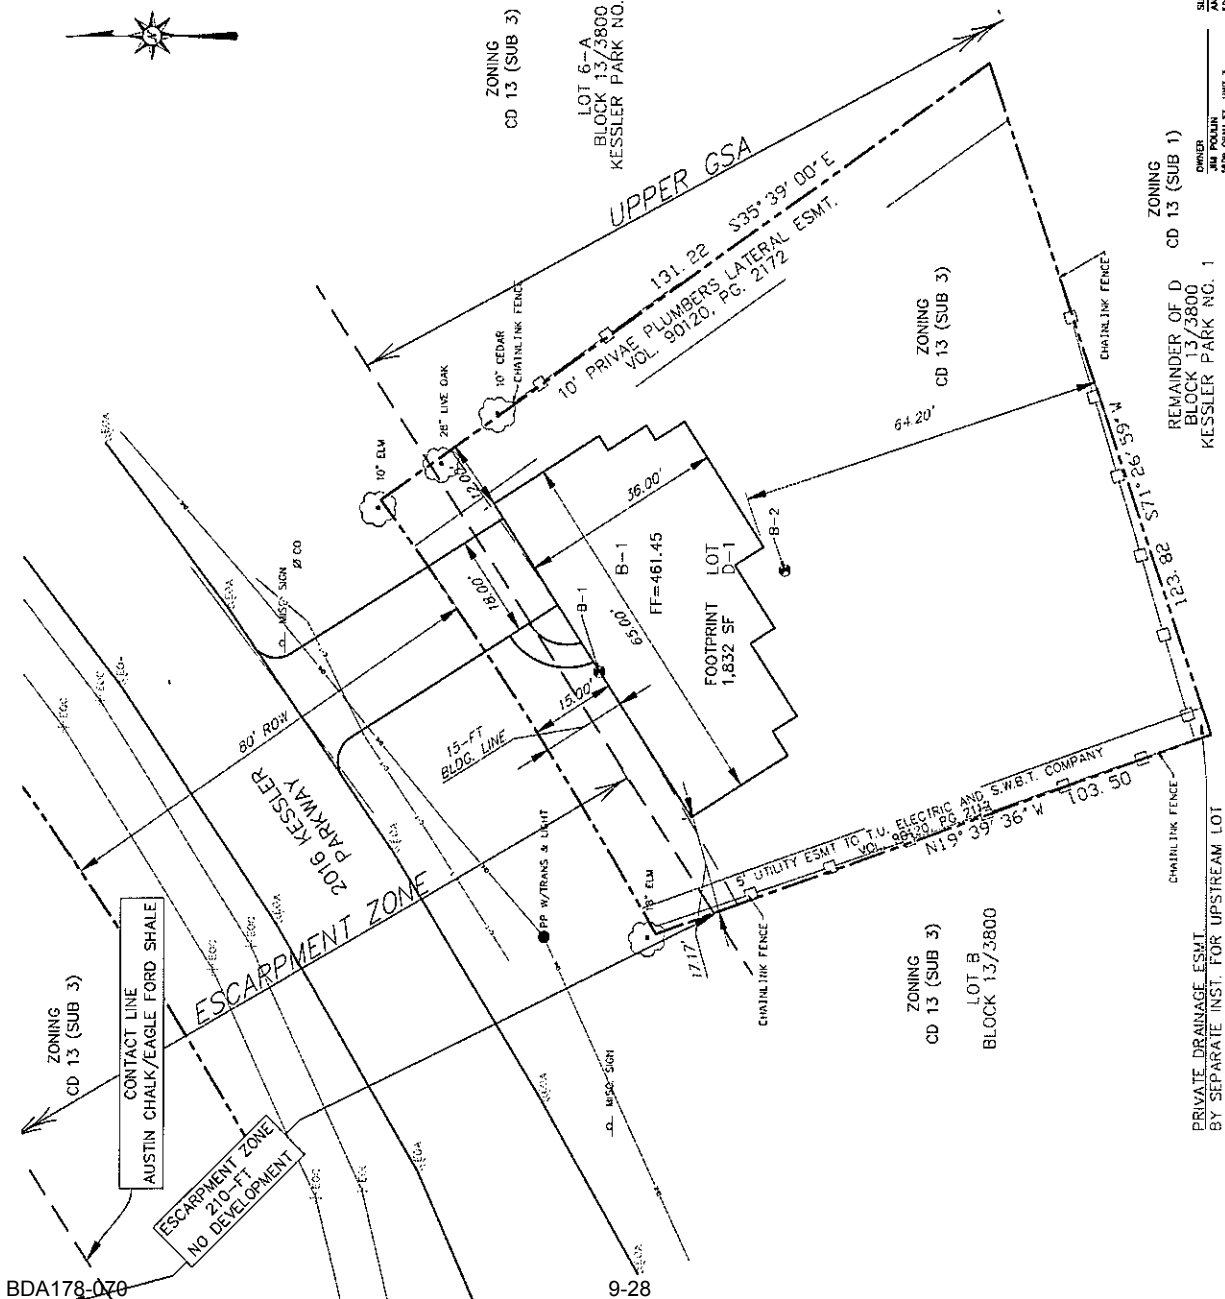 ZONING
CD 13 (SUB 3)
LOT 6-A
BLOCK 13/3800
KESSLER PARK NO.
UPPER GSA
131.22 S35°39'00"E
10' PRIVAE PLUMBERS LATERAL ESMT.
VOL. 90120, PG. 2172
ZONING
CD 13 (SUB 1)
OWNER
JIM POULIN
REMAINDER OF D
BLOCK 13/3800
KESSLER PARK NO. 1
CHAINLINK FENCE
ZONING
CD 13 (SUB 3)
64.20'
S71°26'59"W
123.82
10" CEDAR
CHAINLINK FENCE
28" LIVE OAK
10" ELM
12.00'
18.00'
36.00'
65.00'
B-1
FF=461.45
LOT
D-1
FOOTPRINT
1,832 SF
B-2
B-1
15.00'
15-FT
BLDG. LINE
MISC SIGN
Ø CO
80' ROW
2016 KESSLER
PARKWAY
ESCARPMENT ZONE
PP W/TRANS & LIGHT
18" ELM
17.17'
CHAINLINK FENCE
5' UTILITY ESMT TO T.U. ELECTRIC AND S.W.B.T. COMPANY
N19°39'36"W
103.50
CHAINLINK FENCE
ZONING
CD 13 (SUB 3)
LOT B
BLOCK 13/3800
PRIVATE DRAINAGE ESMT
BY SEPARATE INST. FOR UPSTREAM LOT
MISC SIGN
ZONING
CD 13 (SUB 3)
CONTACT LINE
AUSTIN CHALK/EAGLE FORD SHALE
ESCARPMENT ZONE
210-FT
NO DEVELOPMENT
BDA178-070
9-28